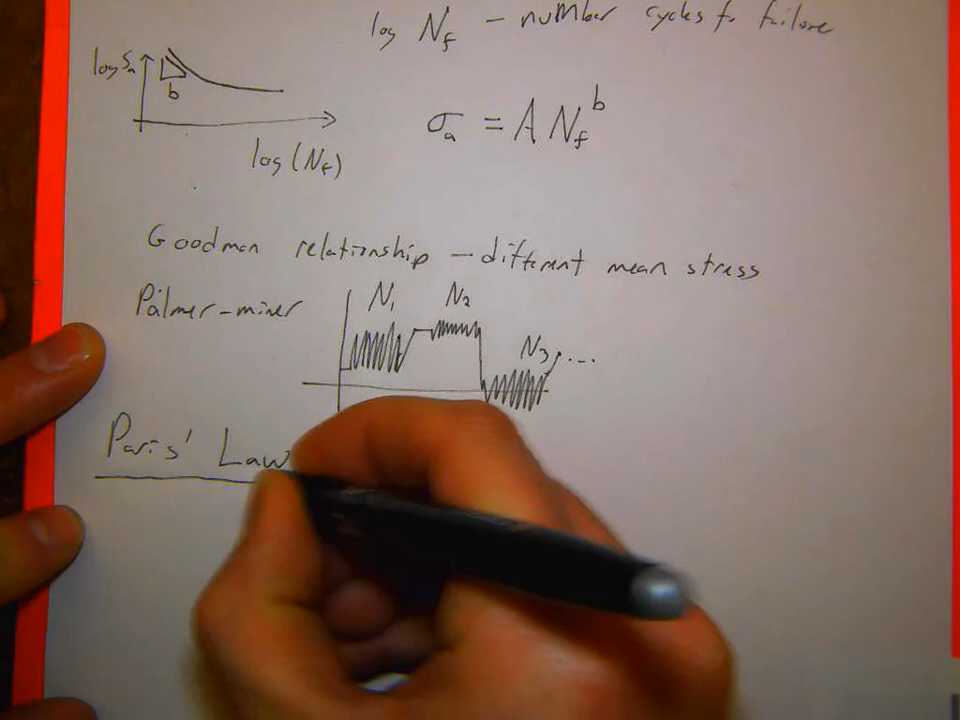 log Nf - number cycles to failure
log Sa
b
log (Nf)
σa = A Nf^b
Goodman relationship - different mean stress
Palmer-miner
N1 N2
N3 ...
Paris' Law